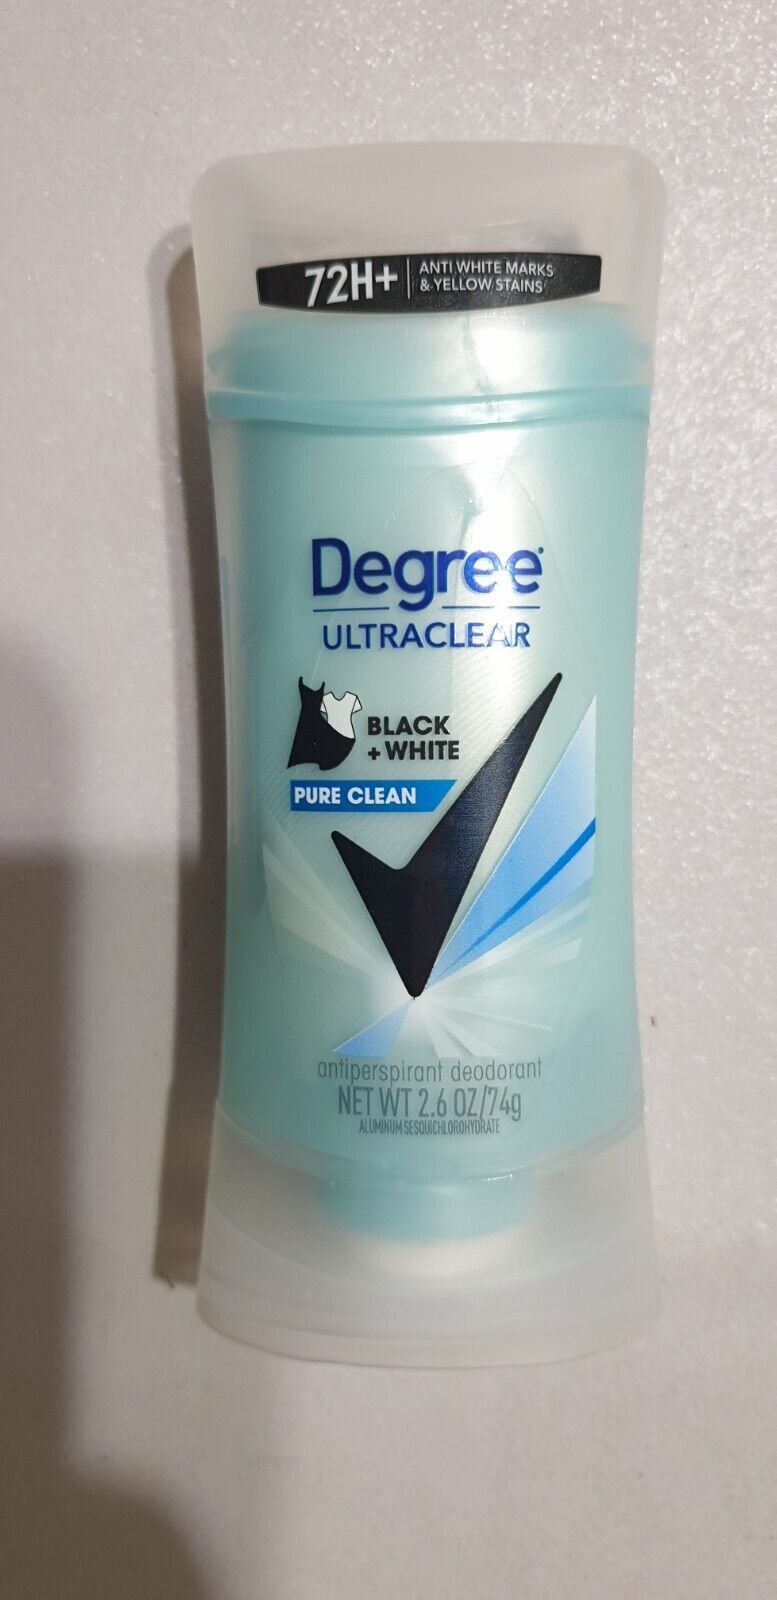 72H+ ANTI WHITE MARKS
& YELLOW STAINS
Degree
ULTRACLEAR
BLACK
+ WHITE
PURE CLEAN
antiperspirant deodorant
NET WT 2.6 OZ/74g
ALUMINUM SESQUICHLOROHYDRATE